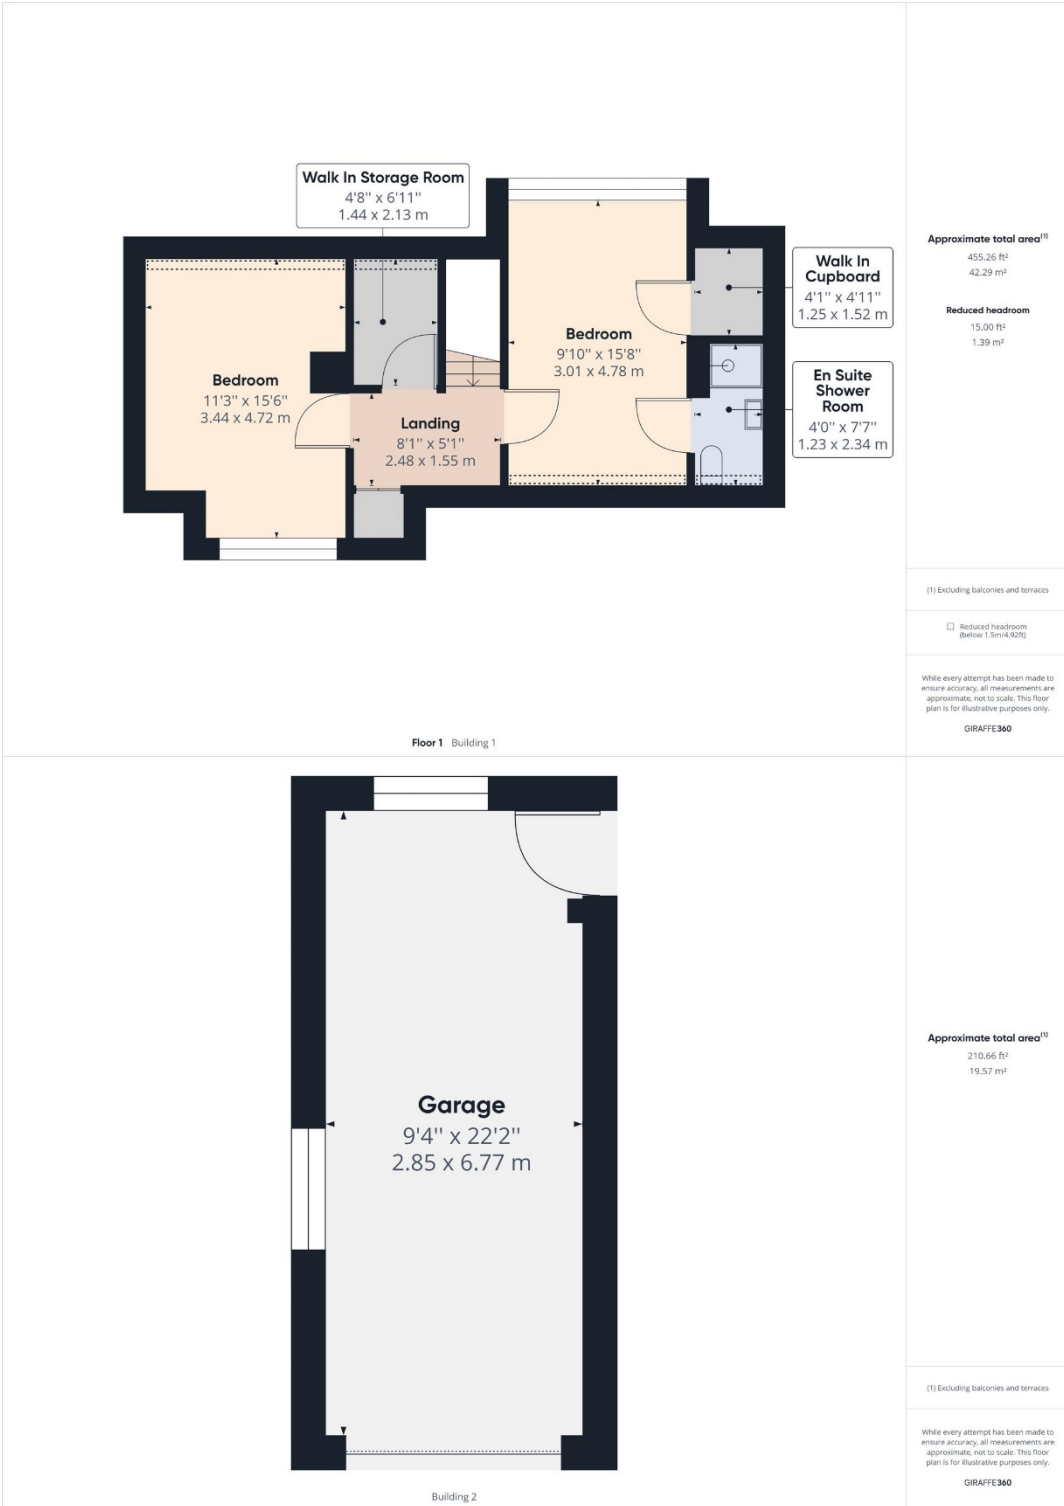 Walk In Storage Room
4'8" x 6'11"
1.44 x 2.13 m
Walk In
Cupboard
4'1" x 4'11"
1.25 x 1.52 m
Bedroom
9'10" x 15'8"
3.01 x 4.78 m
Bedroom
11'3" x 15'6"
3.44 x 4.72 m
En Suite
Shower
Room
4'0" x 7'7"
1.23 x 2.34 m
Landing
8'1" x 5'1"
2.48 x 1.55 m
Floor 1 Building 1
Approximate total area(1)
455.26 ft²
42.29 m²
Reduced headroom
15.00 ft²
1.39 m²
(1) Excluding balconies and terraces
Reduced headroom
(below 1.5m/4.92ft)
While every attempt has been made to
ensure accuracy, all measurements are
approximate, not to scale. This floor
plan is for illustrative purposes only.
GIRAFFE360
Garage
9'4" x 22'2"
2.85 x 6.77 m
Building 2
Approximate total area(1)
210.66 ft²
19.57 m²
(1) Excluding balconies and terraces
While every attempt has been made to
ensure accuracy, all measurements are
approximate, not to scale. This floor
plan is for illustrative purposes only.
GIRAFFE360